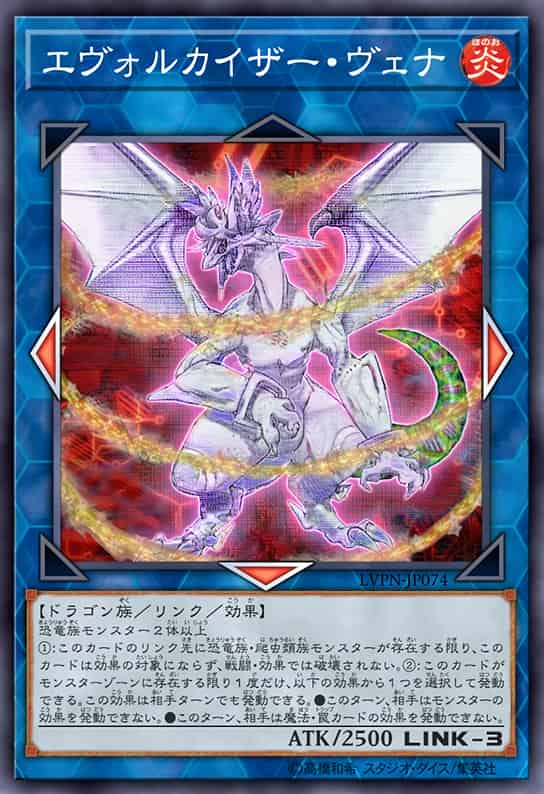 エヴォルカイザー・ヴェナ
炎
ほのお
LVPN-JP074
【ドラゴン族／リンク／効果】
恐竜族モンスター２体以上
①:このカードのリンク先に恐竜族・爬虫類族モンスターが存在する限り、この
カードは効果の対象にならず、戦闘・効果では破壊されない。②:このカードが
モンスターゾーンに存在する限り１度だけ、以下の効果から１つを選択して発動
できる。この効果は相手ターンでも発動できる。●このターン、相手はモンスターの
効果を発動できない。●このターン、相手は魔法・罠カードの効果を発動できない。
ATK/2500 LINK-3
©高橋和希 スタジオ・ダイス/集英社